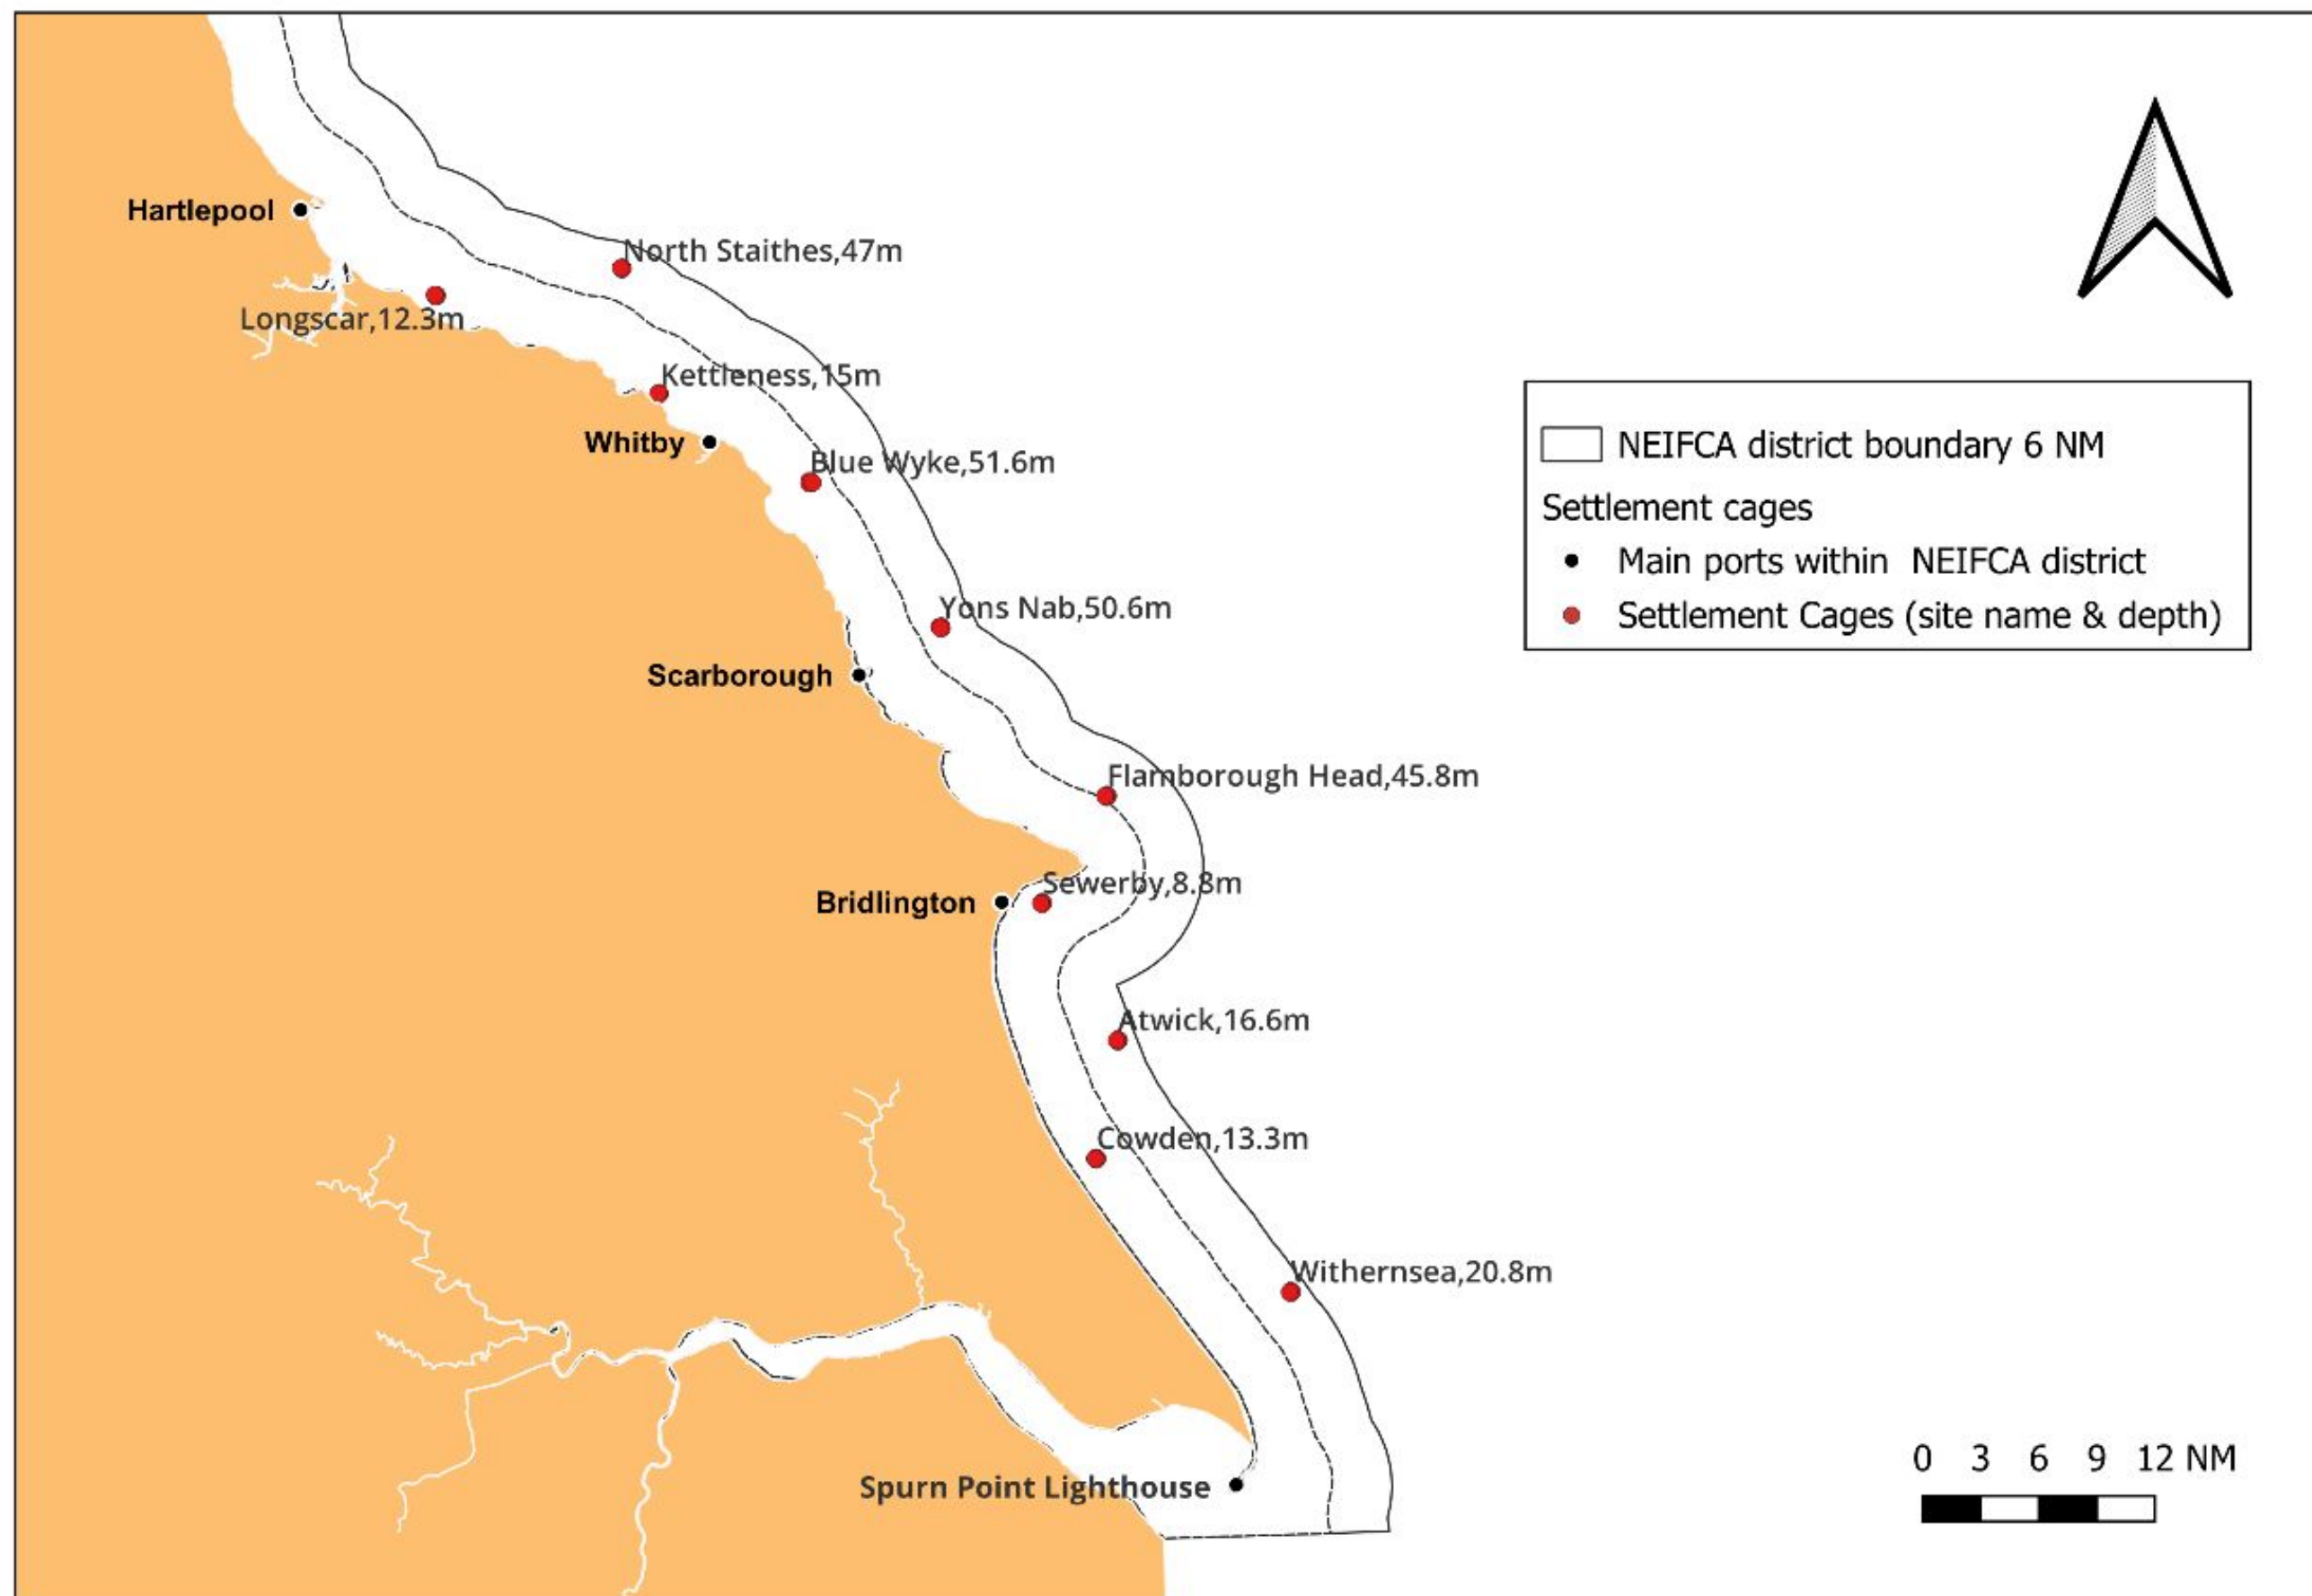 Hartlepool
North Staithes,47m
Longscar,12.3m
Kettleness,15m
Whitby
Blue Wyke,51.6m
Yons Nab,50.6m
Scarborough
Flamborough Head,45.8m
Sewerby,8.8m
Bridlington
Atwick,16.6m
Cowden,13.3m
Withernsea,20.8m
Spurn Point Lighthouse
NEIFCA district boundary 6 NM
Settlement cages
Main ports within NEIFCA district
Settlement Cages (site name & depth)
0 3 6 9 12 NM